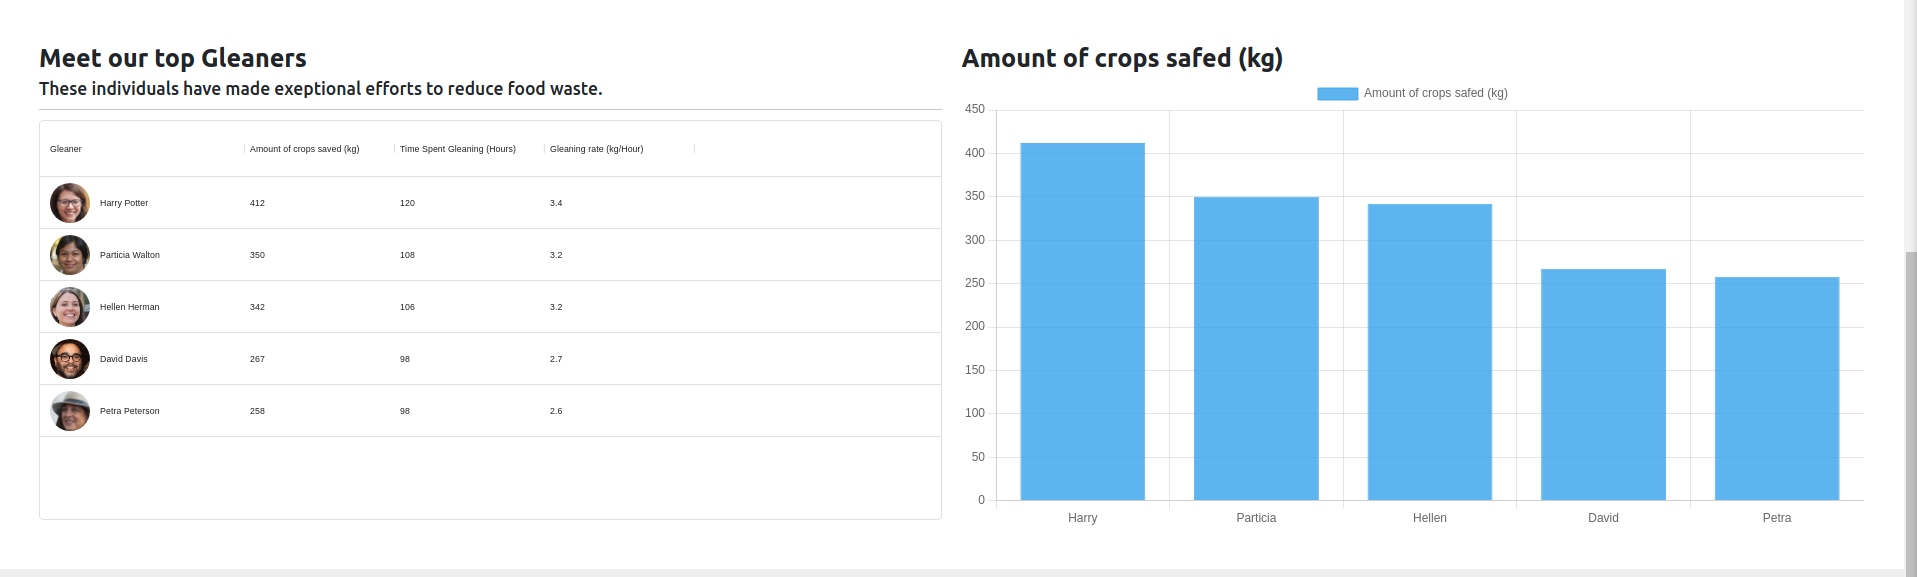 Meet our top Gleaners
These individuals have made exeptional efforts to reduce food waste.
Gleaner Amount of crops saved (kg) Time Spent Gleaning (Hours) Gleaning rate (kg/Hour)
Harry Potter 412 120 3.4
Particia Walton 350 108 3.2
Hellen Herman 342 106 3.2
David Davis 267 98 2.7
Petra Peterson 258 98 2.6
Amount of crops safed (kg)
Amount of crops safed (kg)
450
400
350
300
250
200
150
100
50
0
Harry Particia Hellen David Petra